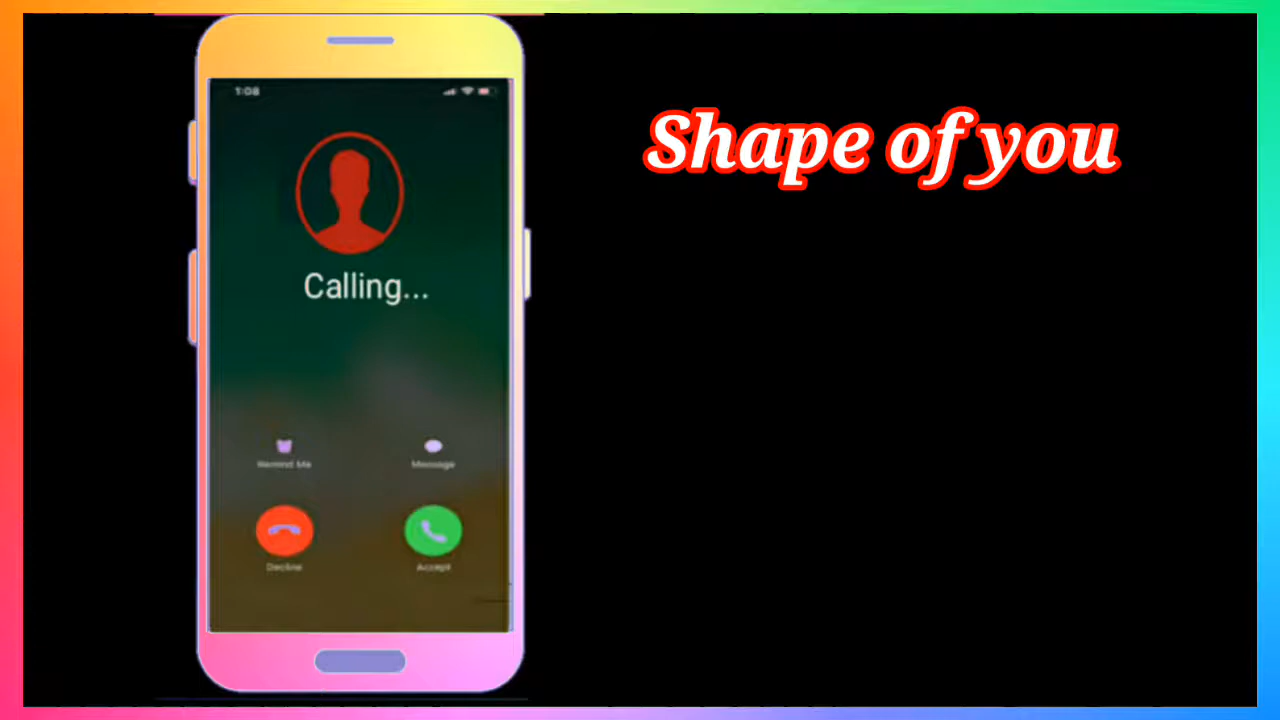 1:08
Shape of you
Calling...
Remind Me
Message
Decline
Accept